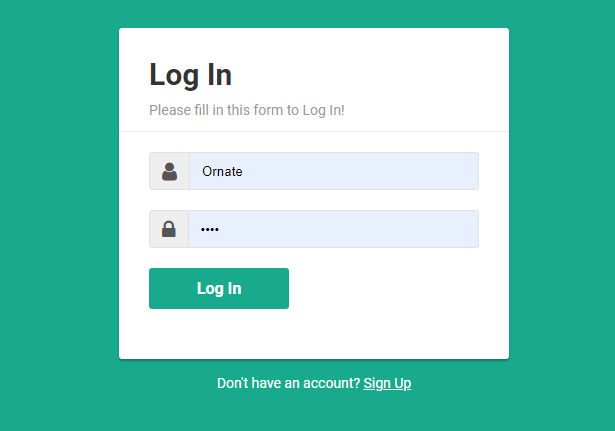 Log In
Please fill in this form to Log In!
Ornate
••••
Log In
Don't have an account? Sign Up